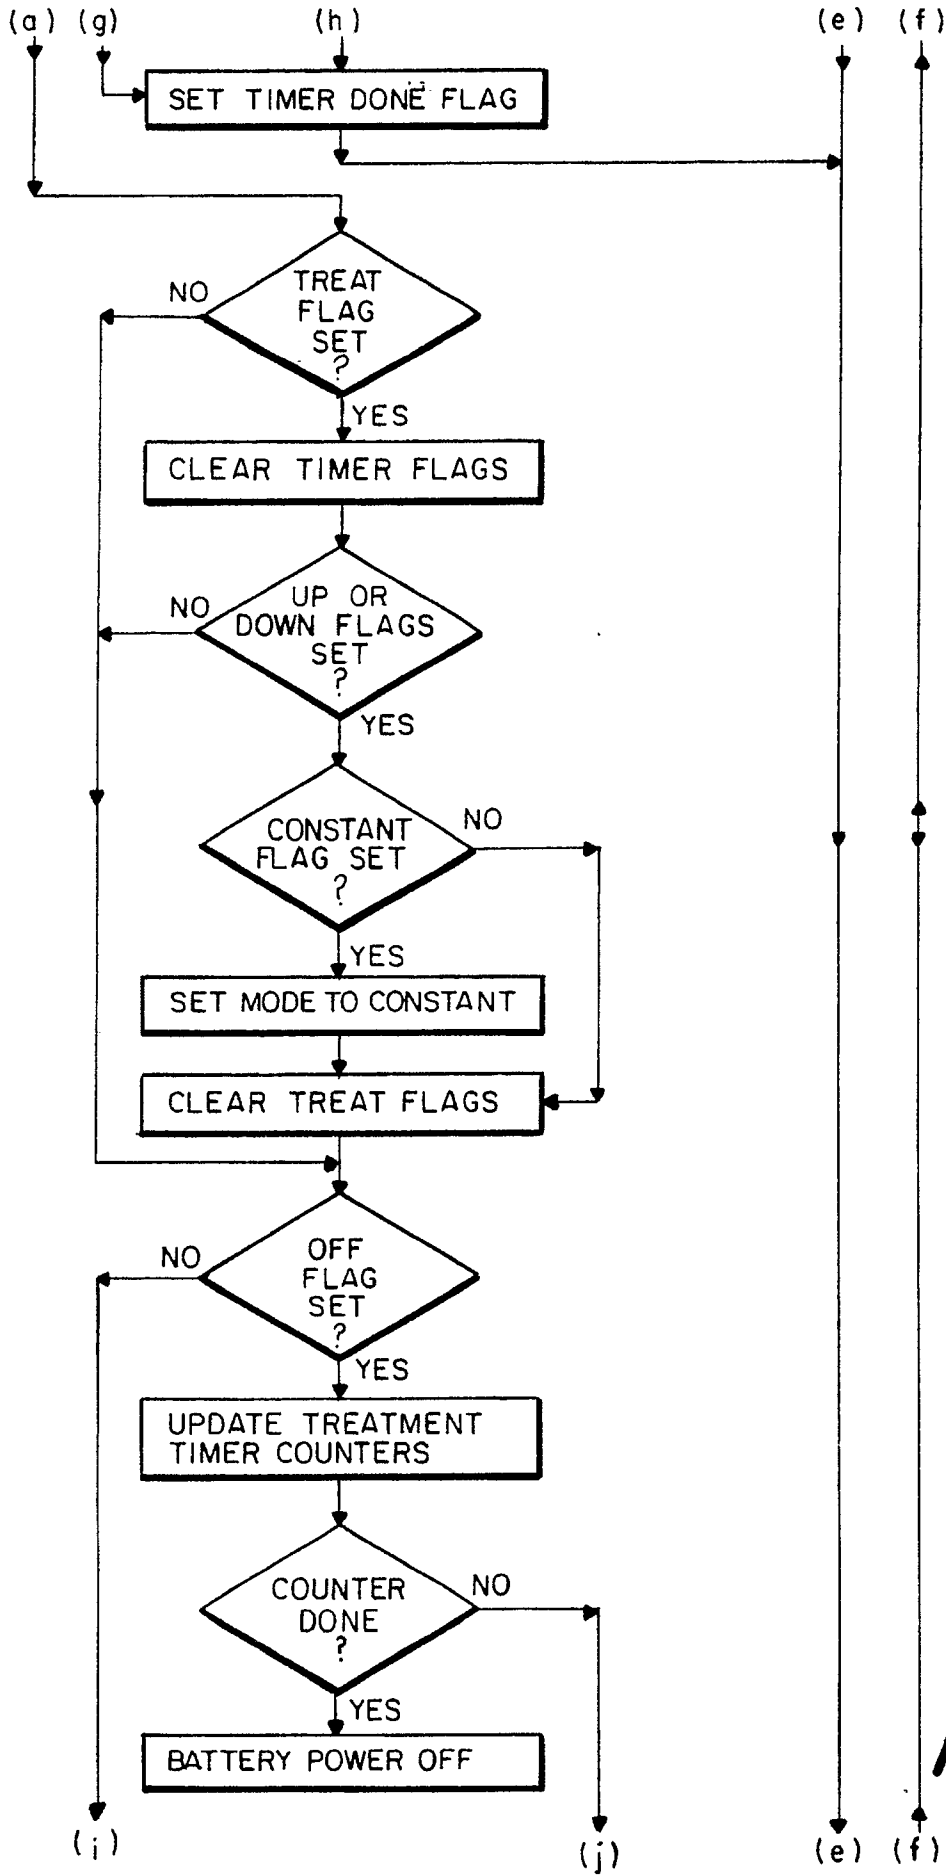 (a) (g) (h) (e) (f)
SET TIMER DONE FLAG
TREAT
FLAG
SET
?
NO
YES
CLEAR TIMER FLAGS
UP OR
DOWN FLAGS
SET
?
NO
YES
CONSTANT
FLAG SET
?
NO
YES
SET MODE TO CONSTANT
CLEAR TREAT FLAGS
OFF
FLAG
SET
?
NO
YES
UPDATE TREATMENT
TIMER COUNTERS
COUNTER
DONE
?
NO
YES
BATTERY POWER OFF
(i) (j) (e) (f)